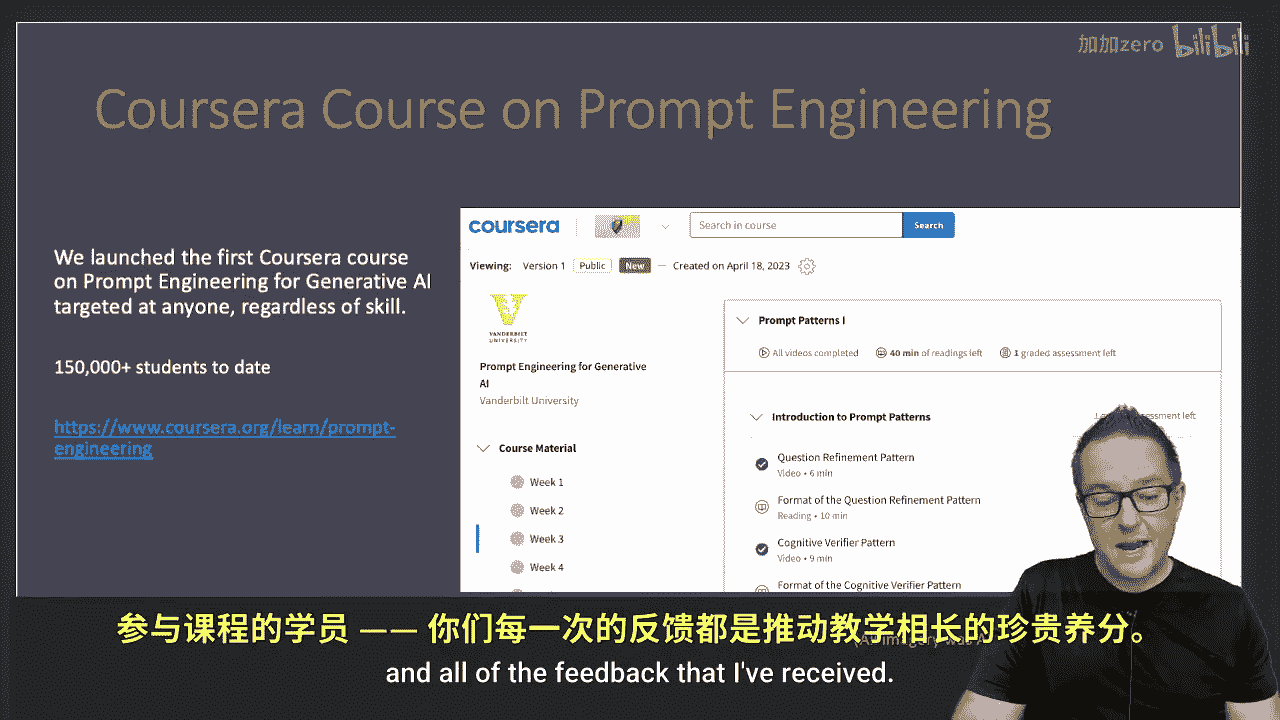 加加zero bilibili
Coursera Course on Prompt Engineering
We launched the first Coursera course
on Prompt Engineering for Generative AI
targeted at anyone, regardless of skill.
150,000+ students to date
https://www.coursera.org/learn/prompt-
engineering
coursera
Search in course
Search
Viewing: Version 1 Public New — Created on April 18, 2023
V
VANDERBILT
UNIVERSITY
Prompt Engineering for Generative
AI
Vanderbilt University
Course Material
Week 1
Week 2
Week 3
Week 4
Prompt Patterns I
All videos completed 40 min of readings left 1 graded assessment left
Introduction to Prompt Patterns
essment left
Question Refinement Pattern
Video • 6 min
Format of the Question Refinement Pattern
Reading • 10 min
Cognitive Verifier Pattern
Video • 9 min
Format of the Cognitive Verifier Pattern
参与课程的学员 —— 你们每一次的反馈都是推动教学相长的珍贵养分。
and all of the feedback that I've received.